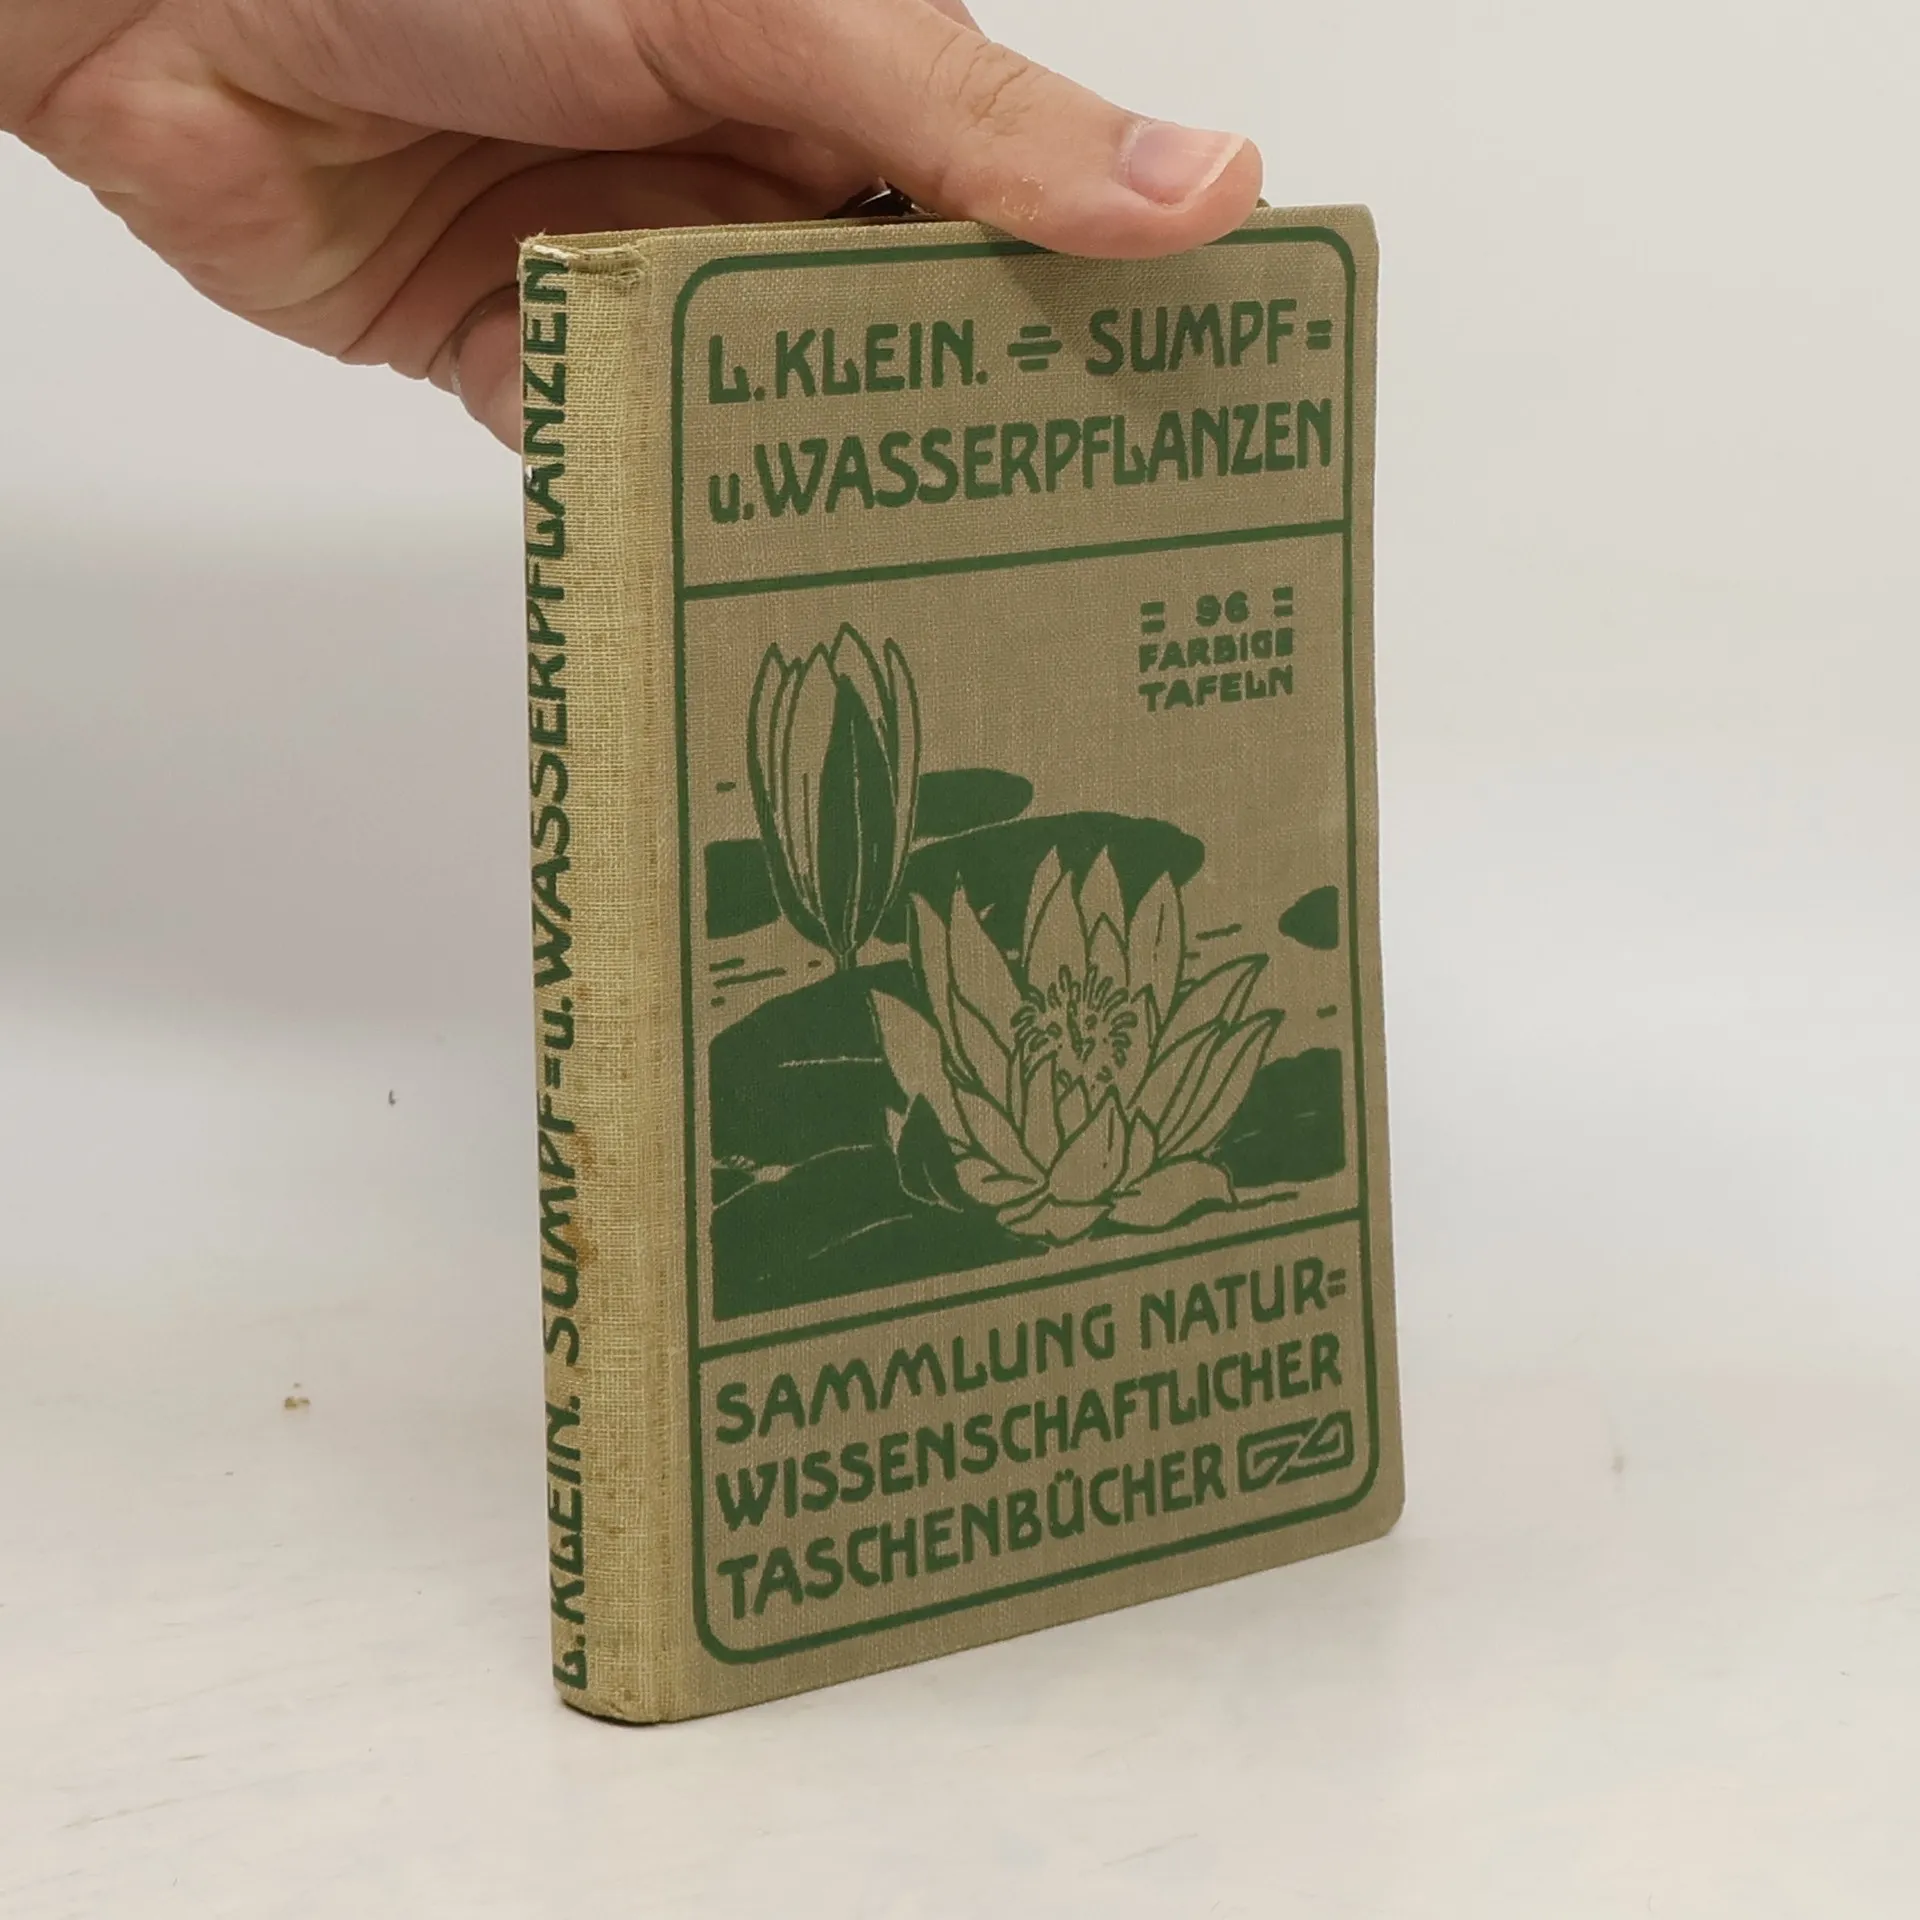 L. KLEIN. SUMPF=
u. WASSERPFLANZEN
= 96 =
FARBIGE
TAFELN
SAMMLUNG NATUR=
WISSENSCHAFTLICHER
TASCHENBÜCHER
L. KLEIN. SUMPF= u. WASSERPFLANZEN